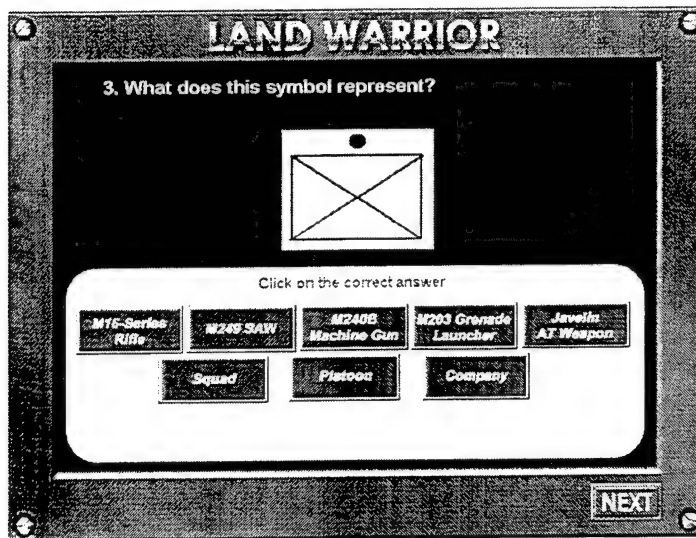 LAND WARRIOR
3. What does this symbol represent?
Click on the correct answer
M16-Series
Rifle
M249 SAW
M240B
Machine Gun
M203 Grenade
Launcher
Javelin
AT Weapon
Squad
Platoon
Company
NEXT